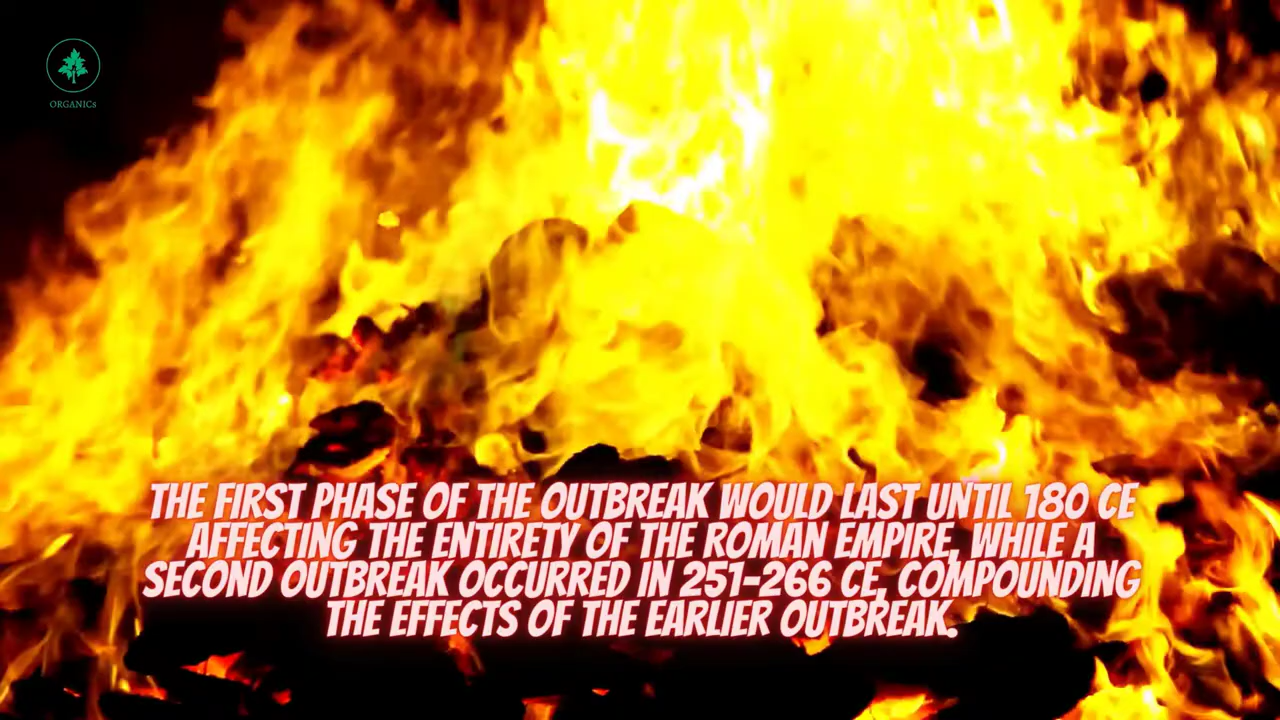 ORGANICs
THE FIRST PHASE OF THE OUTBREAK WOULD LAST UNTIL 180 CE
AFFECTING THE ENTIRETY OF THE ROMAN EMPIRE, WHILE A
SECOND OUTBREAK OCCURRED IN 251-266 CE, COMPOUNDING
THE EFFECTS OF THE EARLIER OUTBREAK.